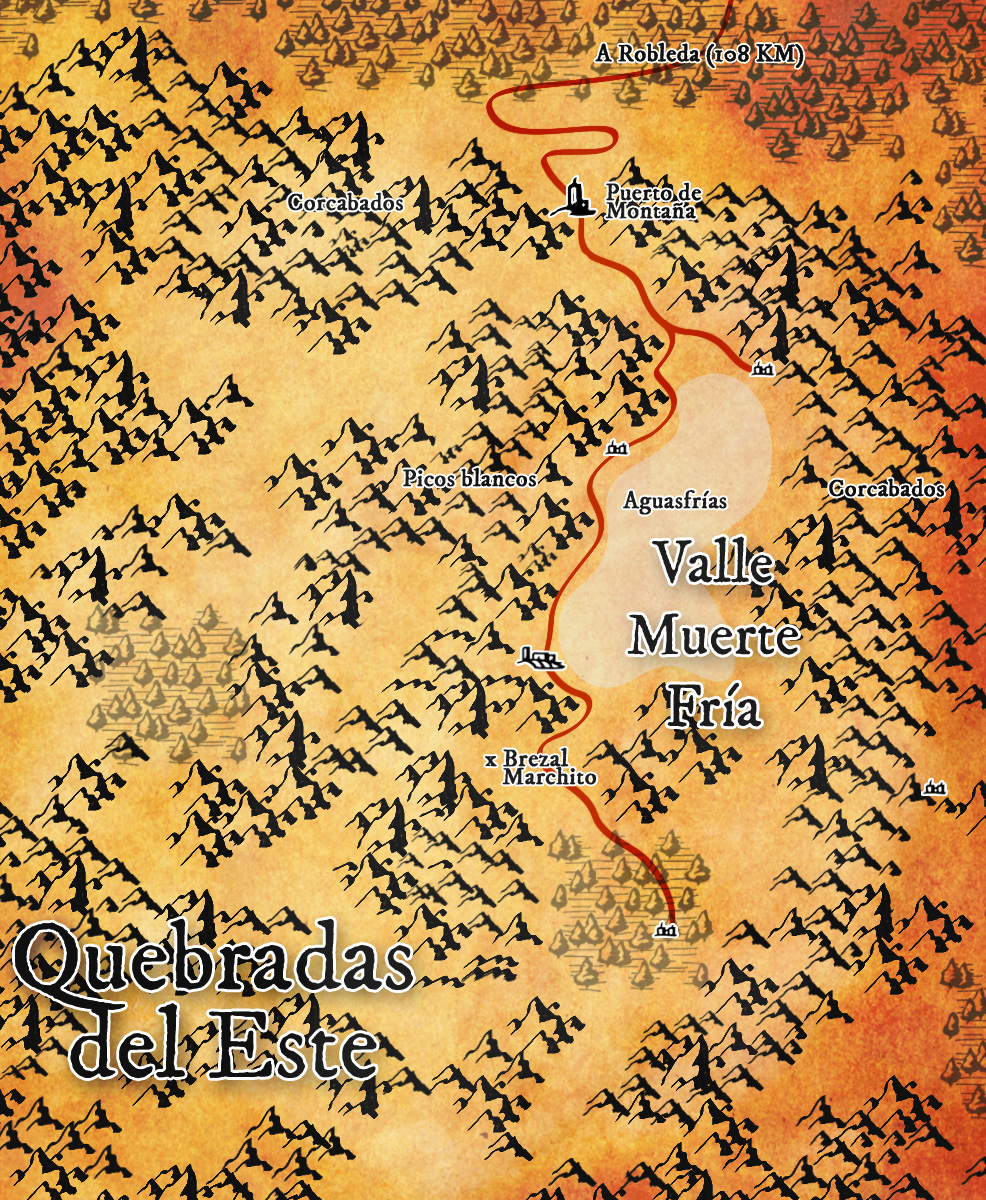 A Robleda (108 KM)
Puerto de
Montaña
Corcabados
Picos blancos
Corcabados
Aguasfrías
Valle
Muerte
Fría
x Brezal
Marchito
Quebradas
del Este